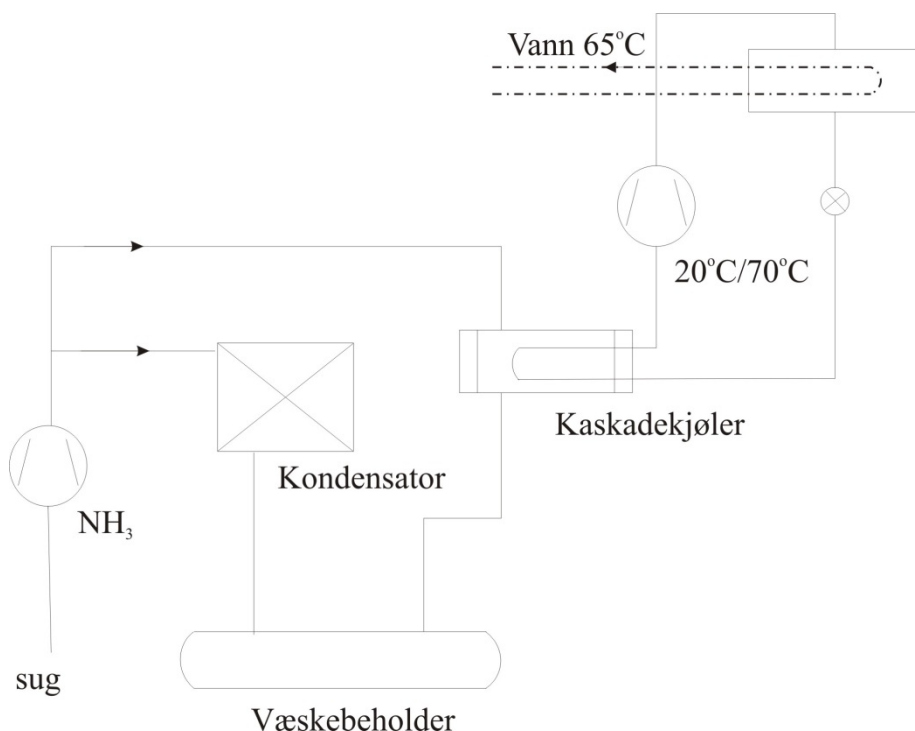 Vann 65°C
20°C/70°C
Kaskadekjøler
Kondensator
NH₃
sug
Væskebeholder